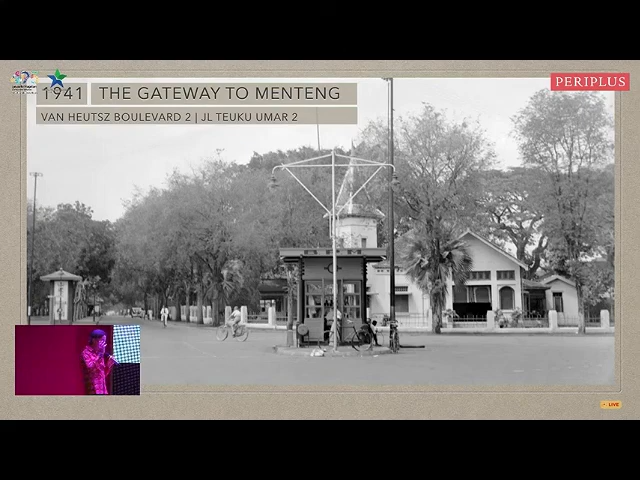 1941 THE GATEWAY TO MENTENG
VAN HEUTSZ BOULEVARD 2 | JL TEUKU UMAR 2
PERIPLUS
LIVE